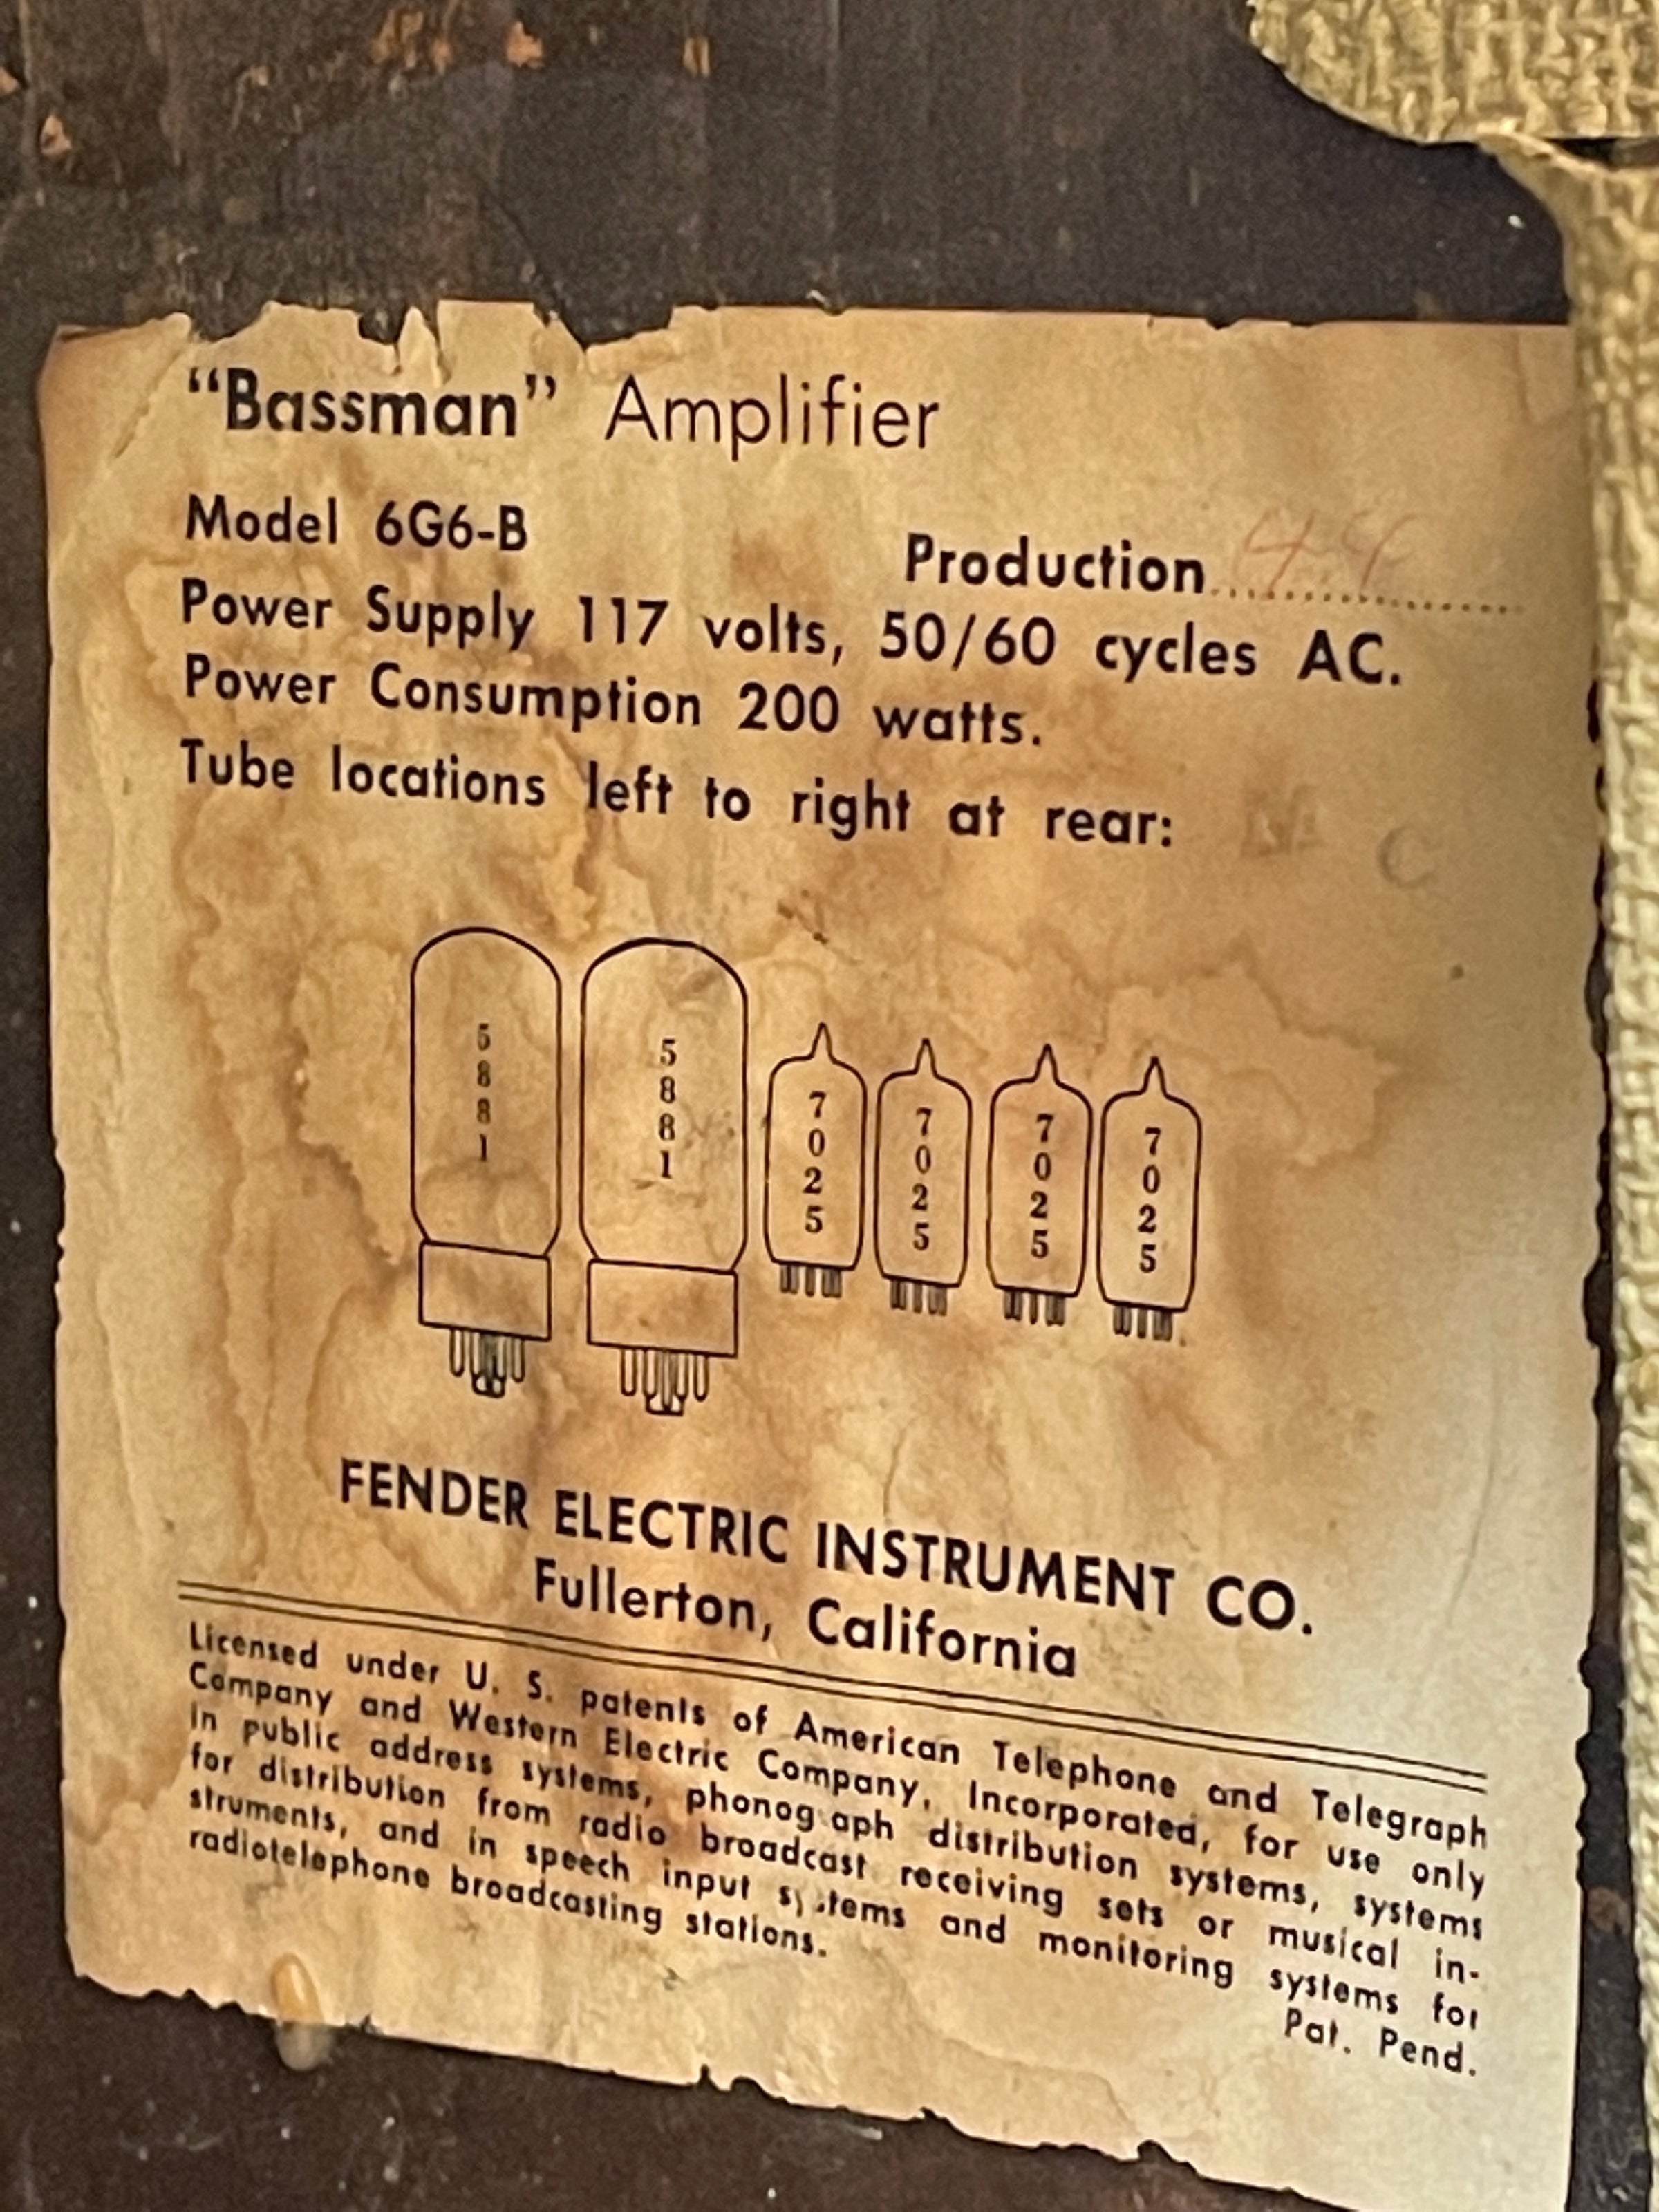 “Bassman” Amplifier
Model 6G6-B
Production
Power Supply 117 volts, 50/60 cycles AC.
Power Consumption 200 watts.
Tube locations left to right at rear:
5881
5881
7025
7025
7025
7025
FENDER ELECTRIC INSTRUMENT CO.
Fullerton, California
Licensed under U. S. patents of American Telephone and Telegraph
Company and Western Electric Company, Incorporated, for use only
in public address systems, phonog aph distribution systems, systems
for distribution from radio broadcast receiving sets or musical in-
struments, and in speech input systems and monitoring systems for
radiotelephone broadcasting stations.
Pat. Pend.